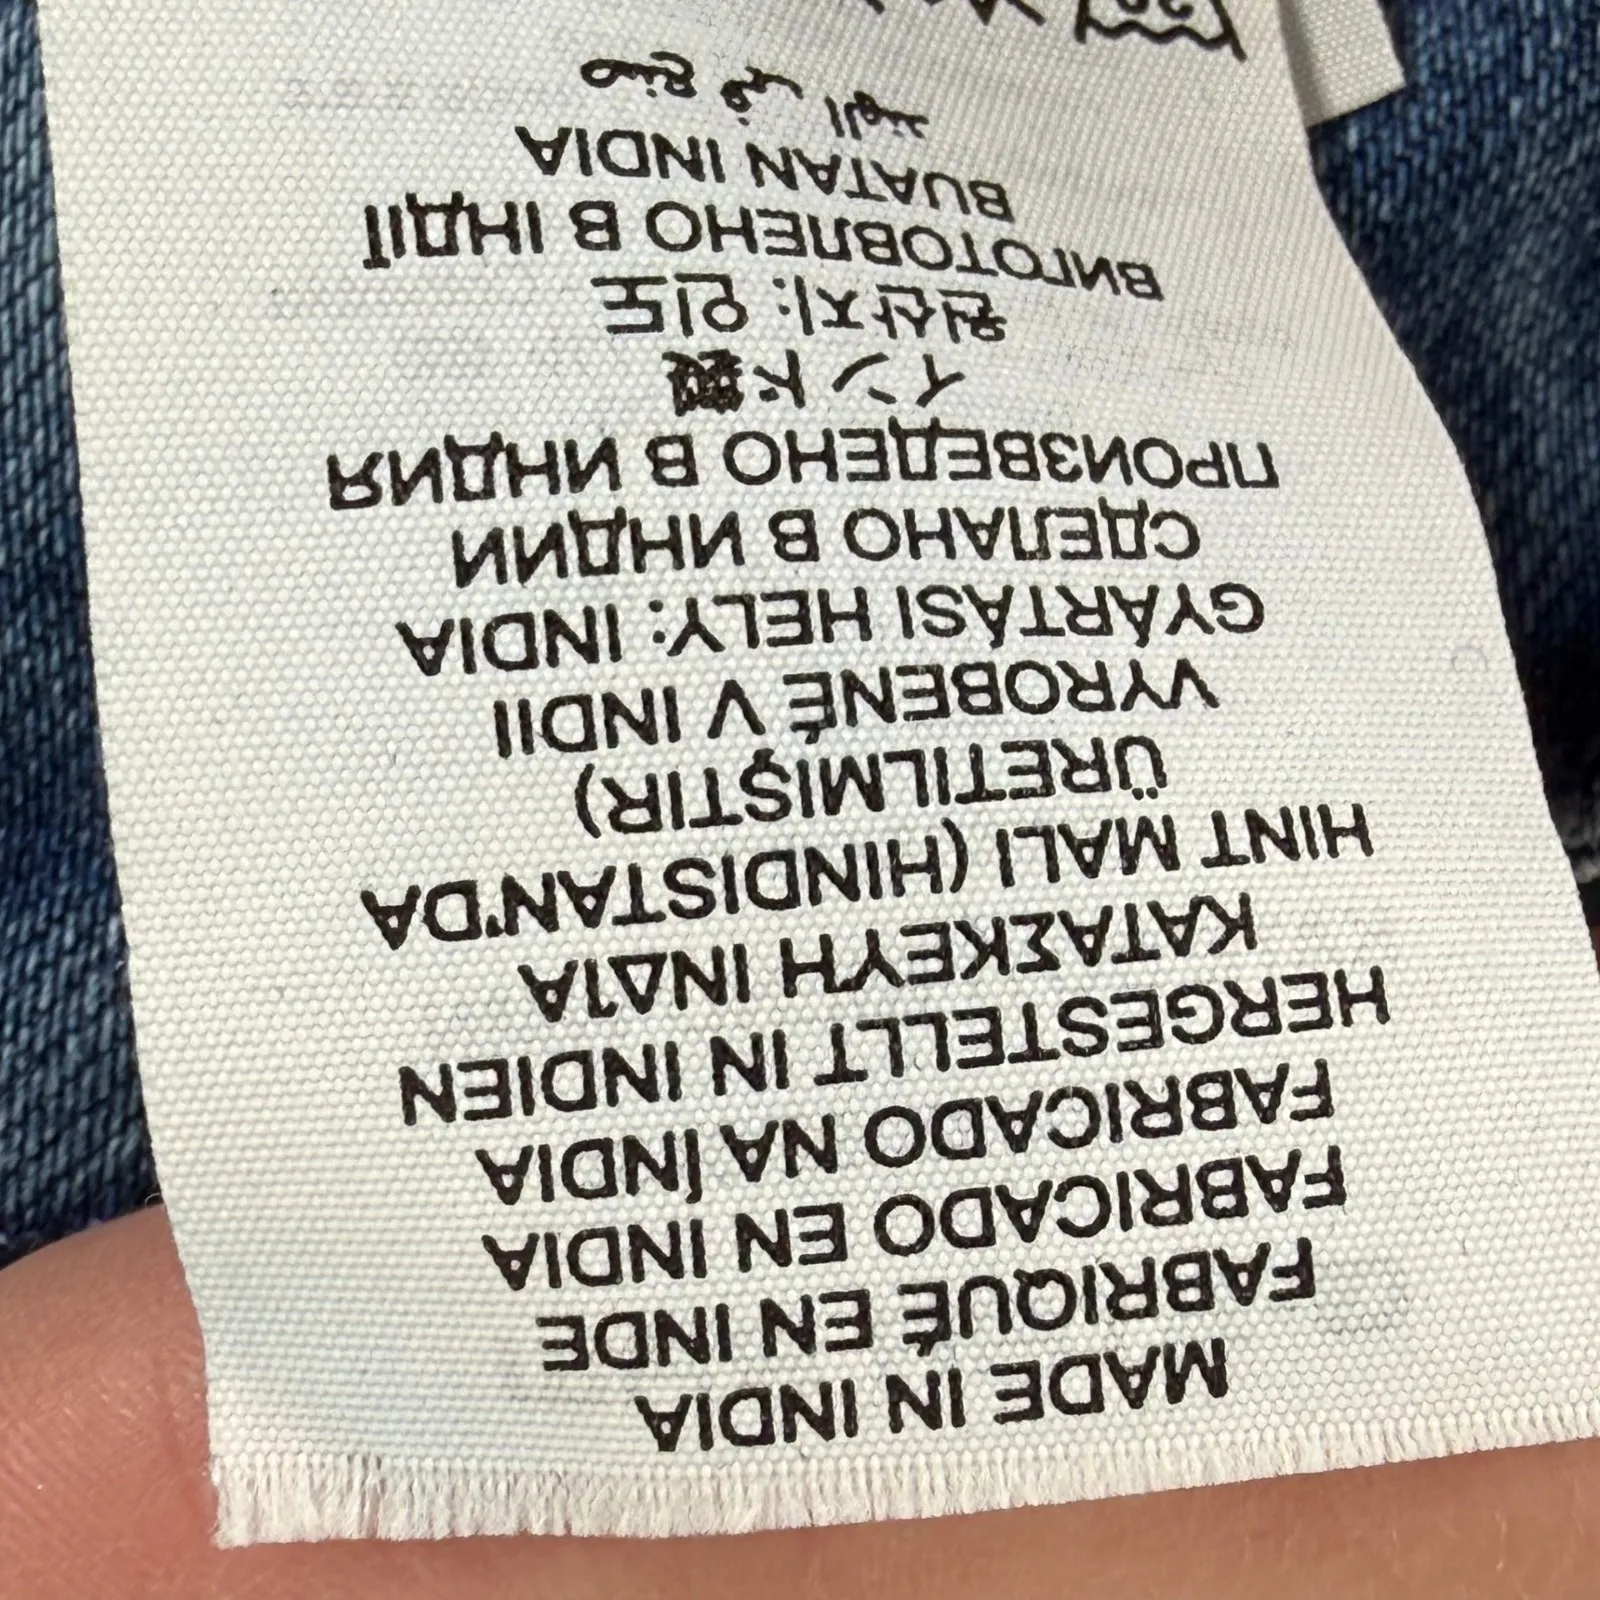 MADE IN INDIA
FABRIQUÉ EN INDE
FABRICADO EN INDIA
FABRICADO NA ÍNDIA
HERGESTELLT IN INDIEN
ΚΑΤΑΣΚΕΥΗ ΙΝΔΊΑ
HINT MALI (HINDISTAN'DA
ÜRETILMIŞTIR)
VYROBENÉ V INDII
GYÁRTÁSI HELY: INDIA
СДЕЛАНО В ИНДИИ
ПРОИЗВЕДЕНО В ИНДИЯ
インド製
원산지: 인도
ВИГОТОВЛЕНО В ІНДІЇ
BUATAN INDIA
صنع في الهند